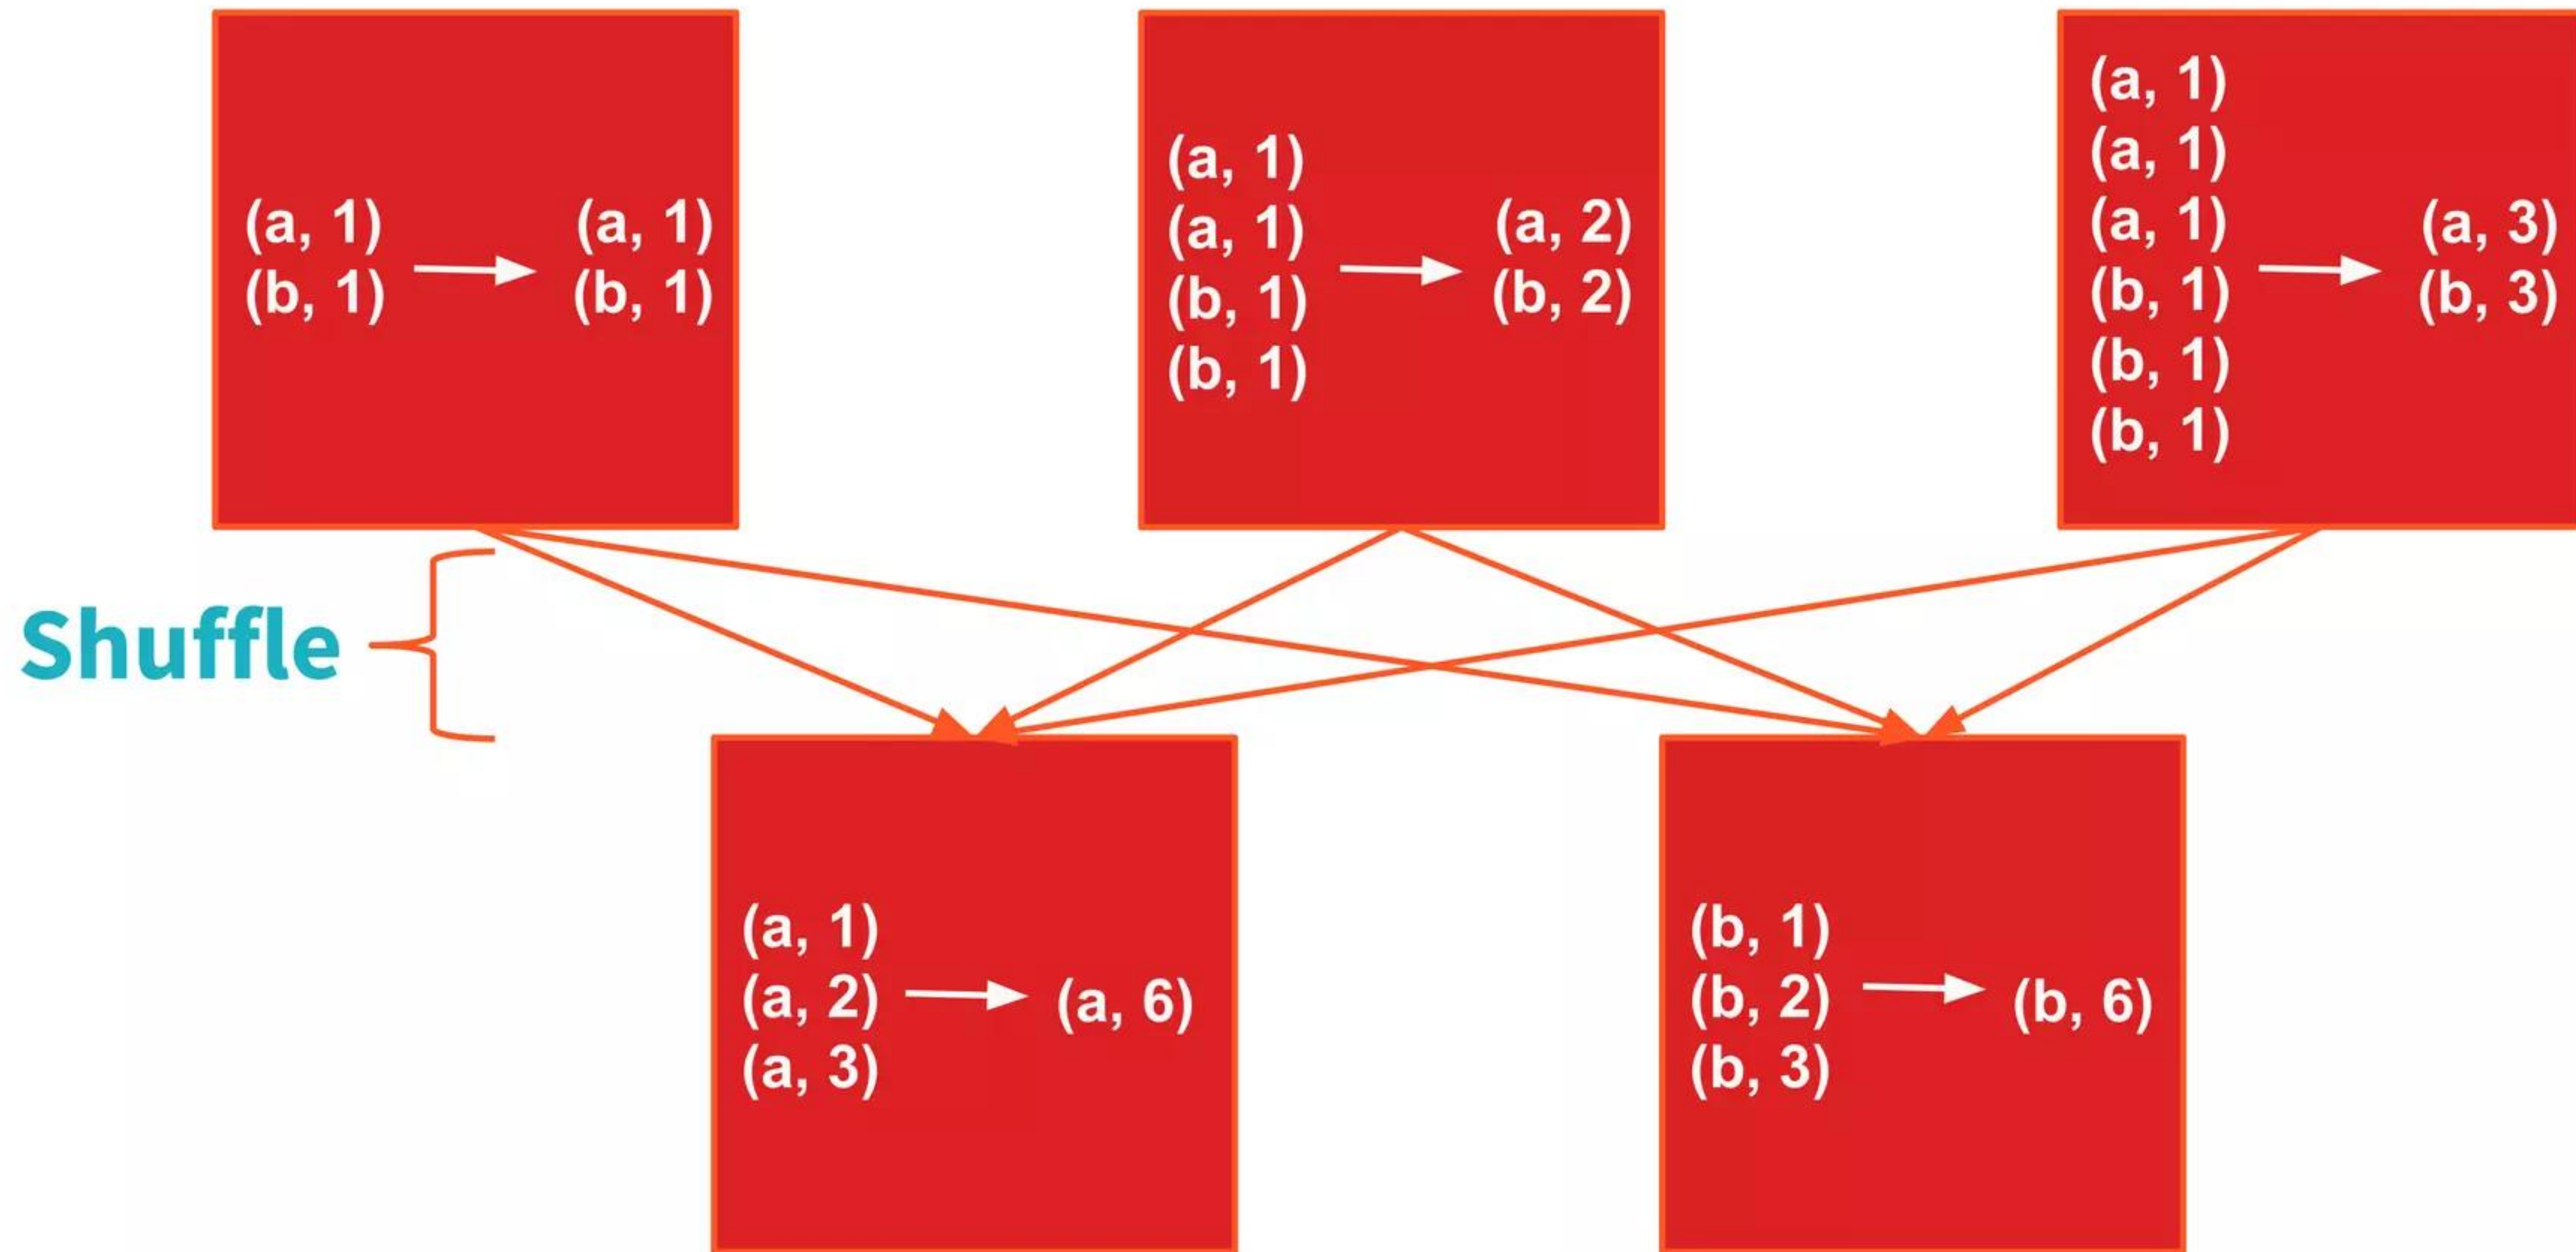 (a, 1)
(b, 1)
(a, 1)
(b, 1)
(a, 1)
(a, 1)
(b, 1)
(b, 1)
(a, 2)
(b, 2)
(a, 1)
(a, 1)
(a, 1)
(b, 1)
(b, 1)
(b, 1)
(a, 3)
(b, 3)
Shuffle
(a, 1)
(a, 2)
(a, 3)
(a, 6)
(b, 1)
(b, 2)
(b, 3)
(b, 6)